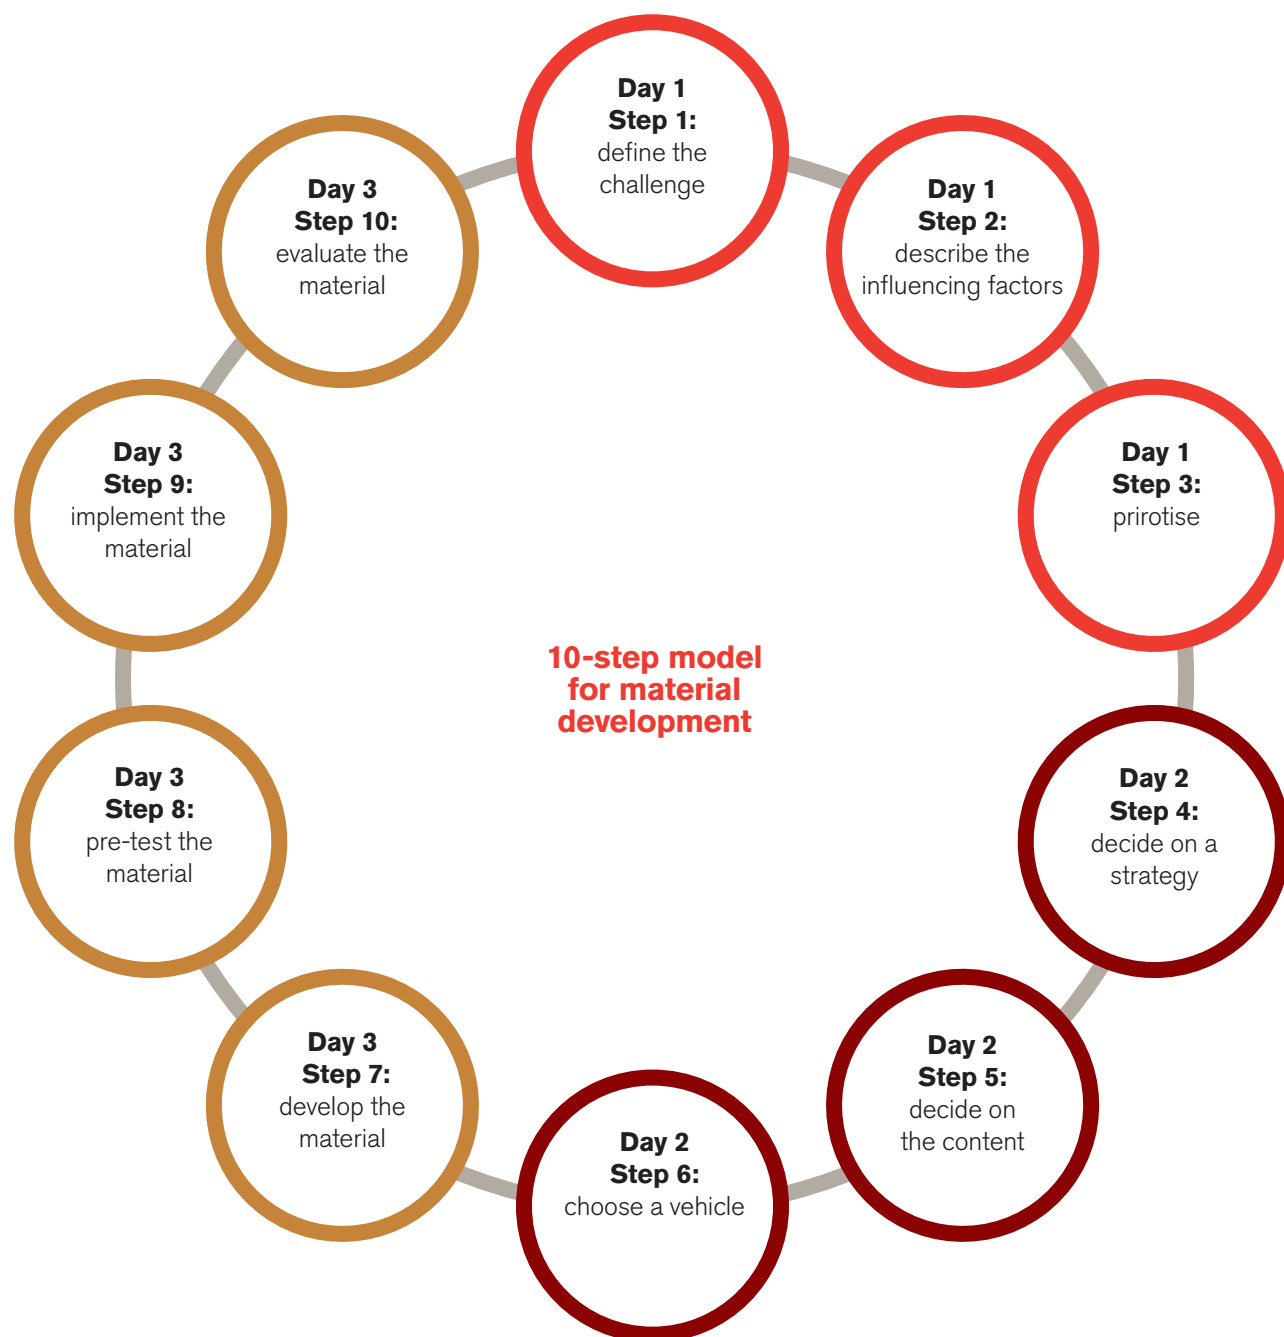 Day 1
Step 1:
define the
challenge
Day 1
Step 2:
describe the
influencing factors
Day 1
Step 3:
prirotise
Day 2
Step 4:
decide on a
strategy
Day 2
Step 5:
decide on
the content
Day 2
Step 6:
choose a vehicle
Day 3
Step 7:
develop the
material
Day 3
Step 8:
pre-test the
material
Day 3
Step 9:
implement the
material
Day 3
Step 10:
evaluate the
material
10-step model
for material
development